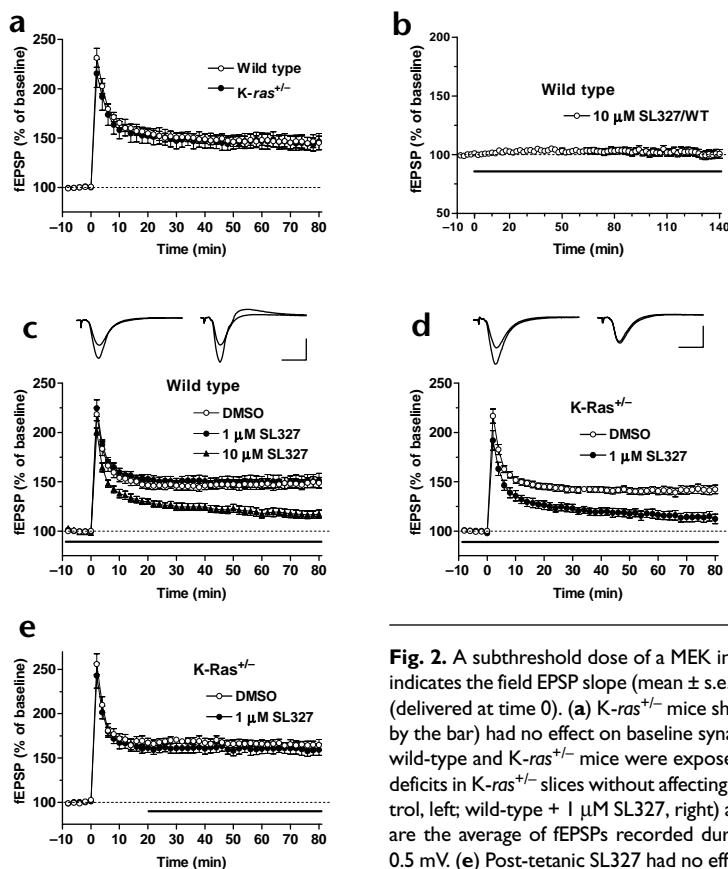 a
fEPSP (% of baseline)
250
200
150
100
Wild type
K-ras+/–
–10 0 10 20 30 40 50 60 70 80
Time (min)
b
fEPSP (% of baseline)
200
150
100
50
Wild type
10 µM SL327/WT
–10 0 20 60 100 140
Time (min)
c
fEPSP (% of baseline)
250
200
150
100
Wild type
DMSO
1 µM SL327
10 µM SL327
–10 0 10 20 30 40 50 60 70 80
Time (min)
d
fEPSP (% of baseline)
250
200
150
100
K-Ras+/–
DMSO
1 µM SL327
–10 0 10 20 30 40 50 60 70 80
Time (min)
e
fEPSP (% of baseline)
250
200
150
100
K-Ras+/–
DMSO
1 µM SL327
–10 0 10 20 30 40 50 60 70 80
Time (min)
Fig. 2. A subthreshold dose of a MEK in
indicates the field EPSP slope (mean ± s.e.
(delivered at time 0). (a) K-ras+/– mice sh
by the bar) had no effect on baseline syna
wild-type and K-ras+/– mice were expose
deficits in K-ras+/– slices without affecting
trol, left; wild-type + 1 µM SL327, right) a
are the average of fEPSPs recorded dur
0.5 mV. (e) Post-tetanic SL327 had no effe